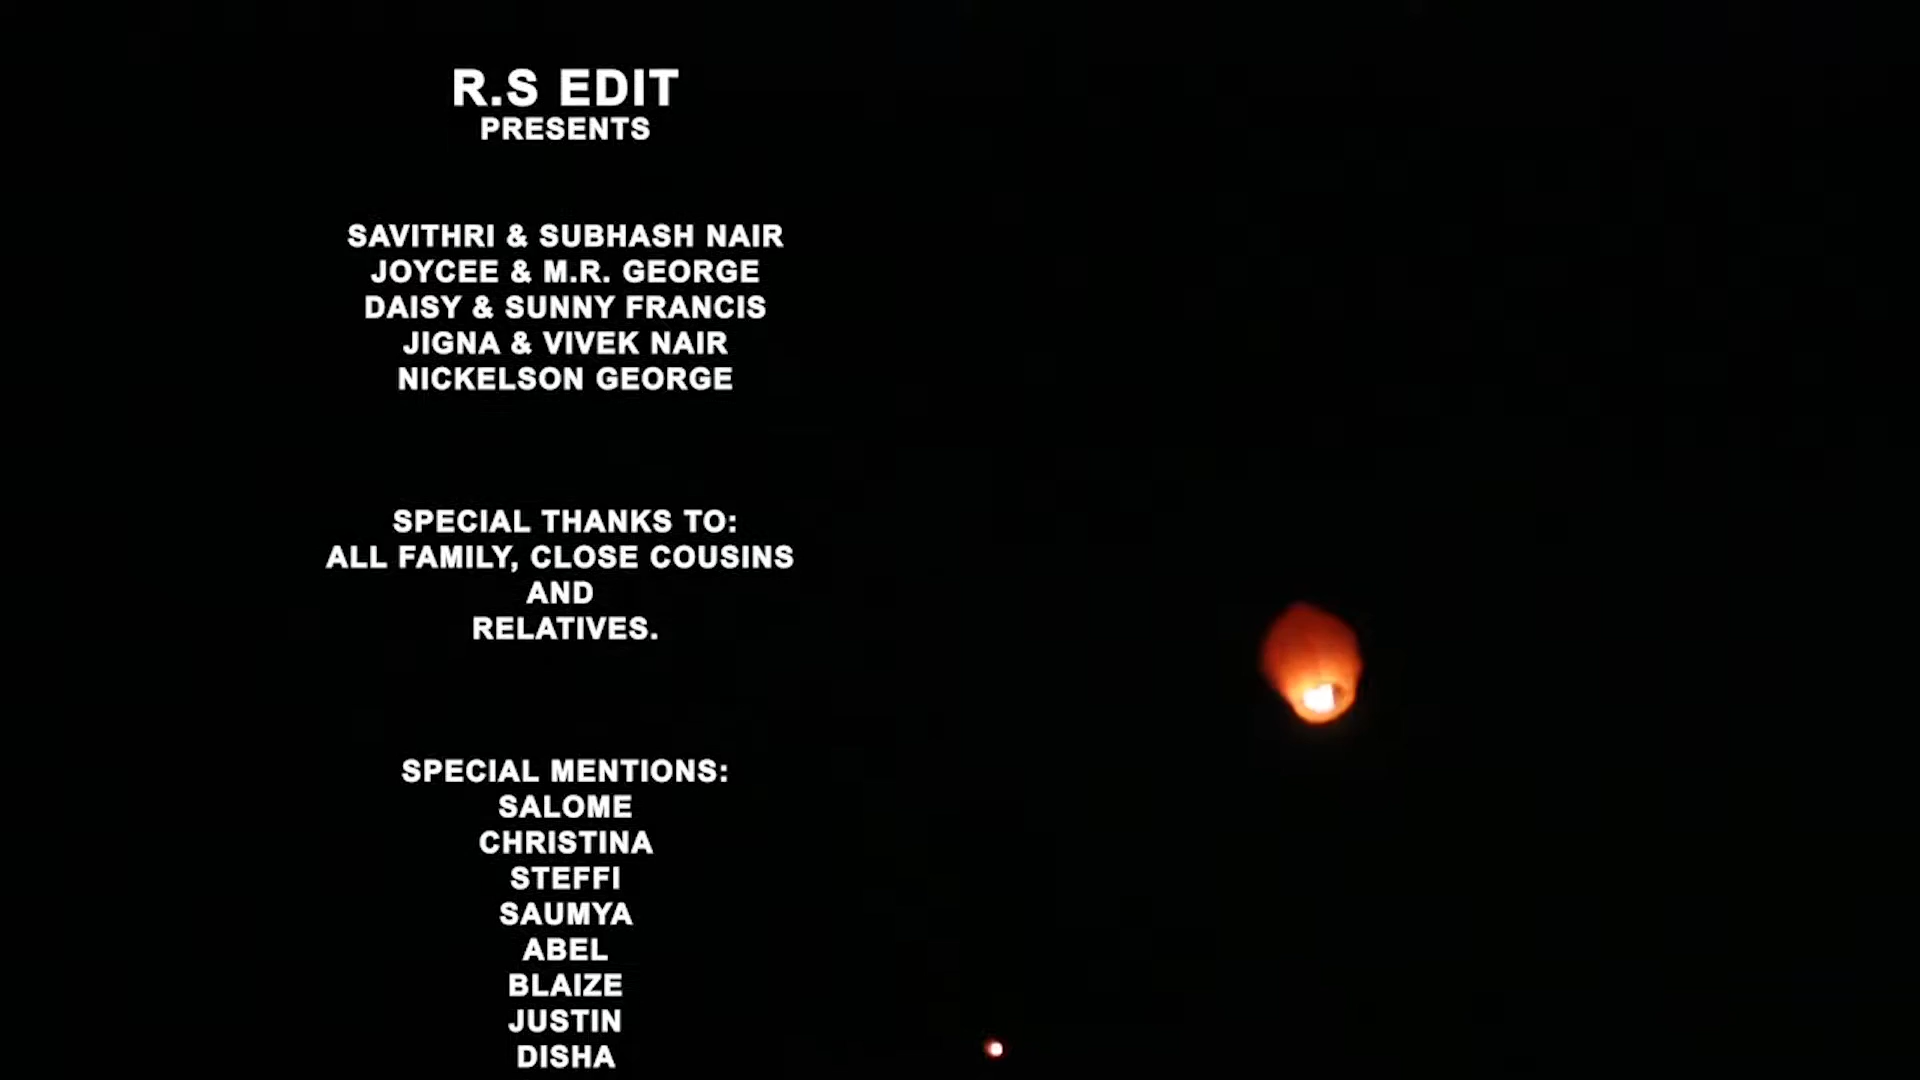 R.S EDIT
PRESENTS
SAVITHRI & SUBHASH NAIR
JOYCEE & M.R. GEORGE
DAISY & SUNNY FRANCIS
JIGNA & VIVEK NAIR
NICKELSON GEORGE
SPECIAL THANKS TO:
ALL FAMILY, CLOSE COUSINS
AND
RELATIVES.
SPECIAL MENTIONS:
SALOME
CHRISTINA
STEFFI
SAUMYA
ABEL
BLAIZE
JUSTIN
DISHA